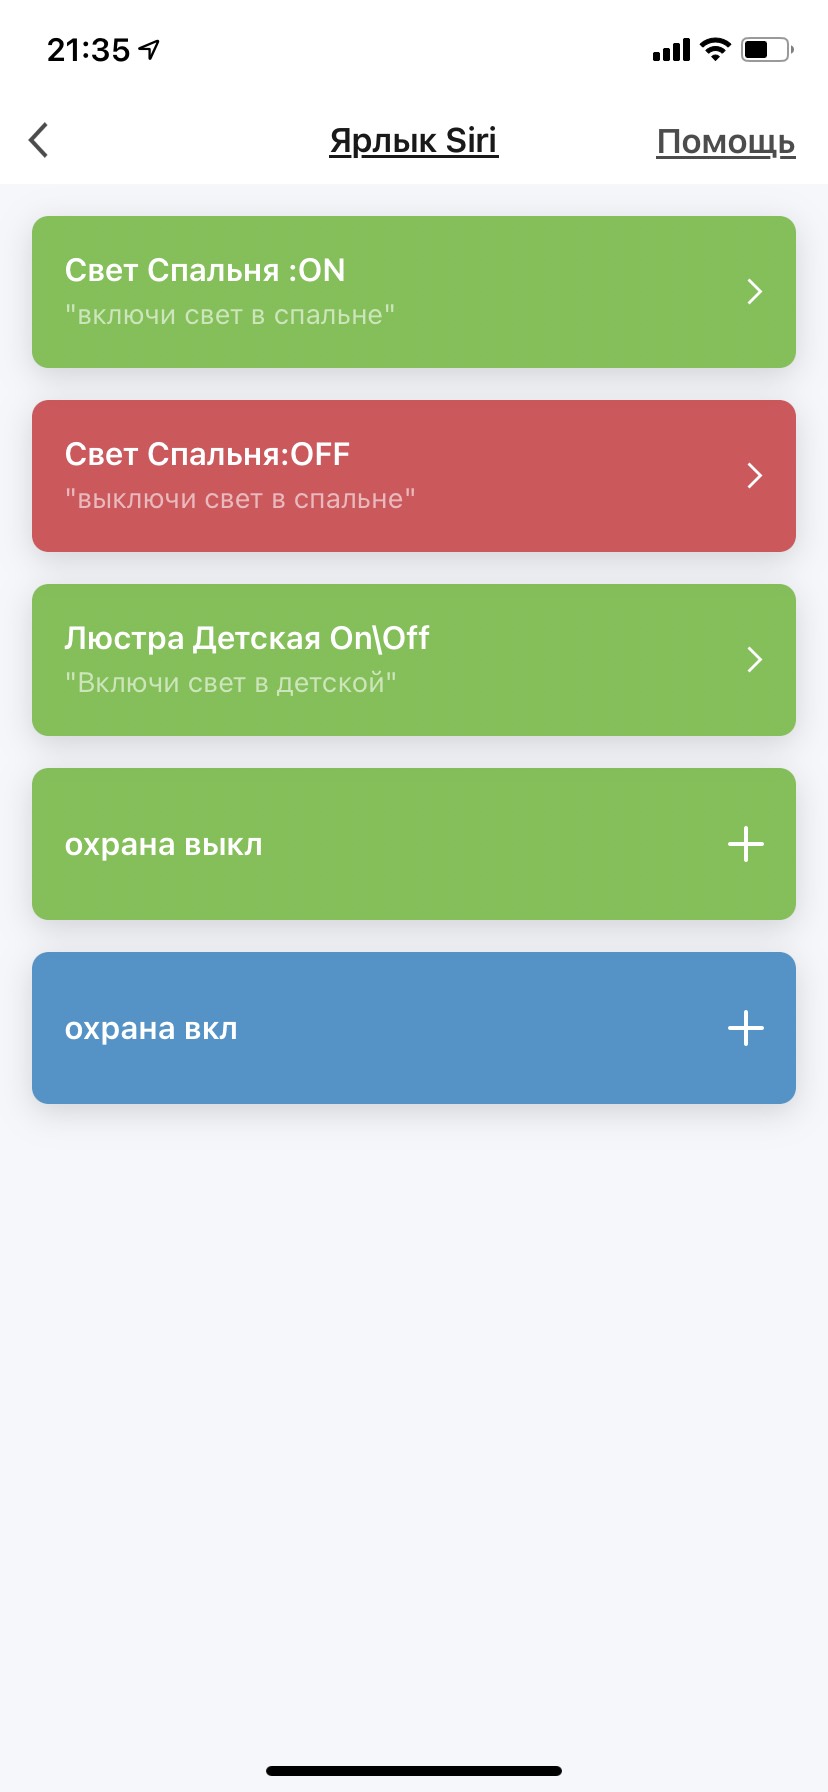 21:35
Ярлык Siri
Помощь
Свет Спальня :ON
"включи свет в спальне"
Свет Спальня:OFF
"выключи свет в спальне"
Люстра Детская On\Off
"Включи свет в детской"
охрана выкл
охрана вкл